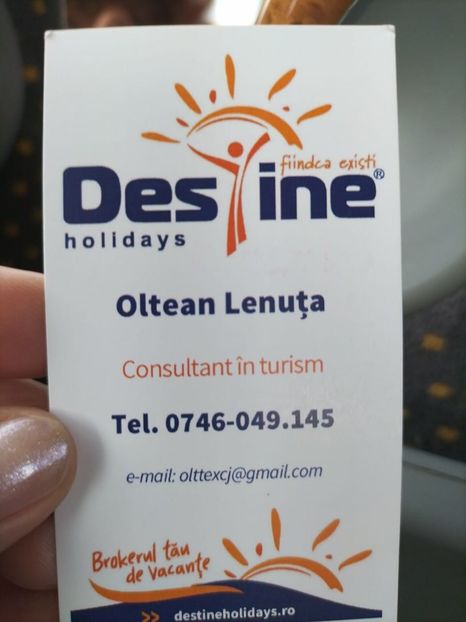 fiindca existi
Destine®
holidays
Oltean Lenuța
Consultant în turism
Tel. 0746-049.145
e-mail: olttexcj@gmail.com
Brokerul tău
de vacanțe
>> destineholidays.ro